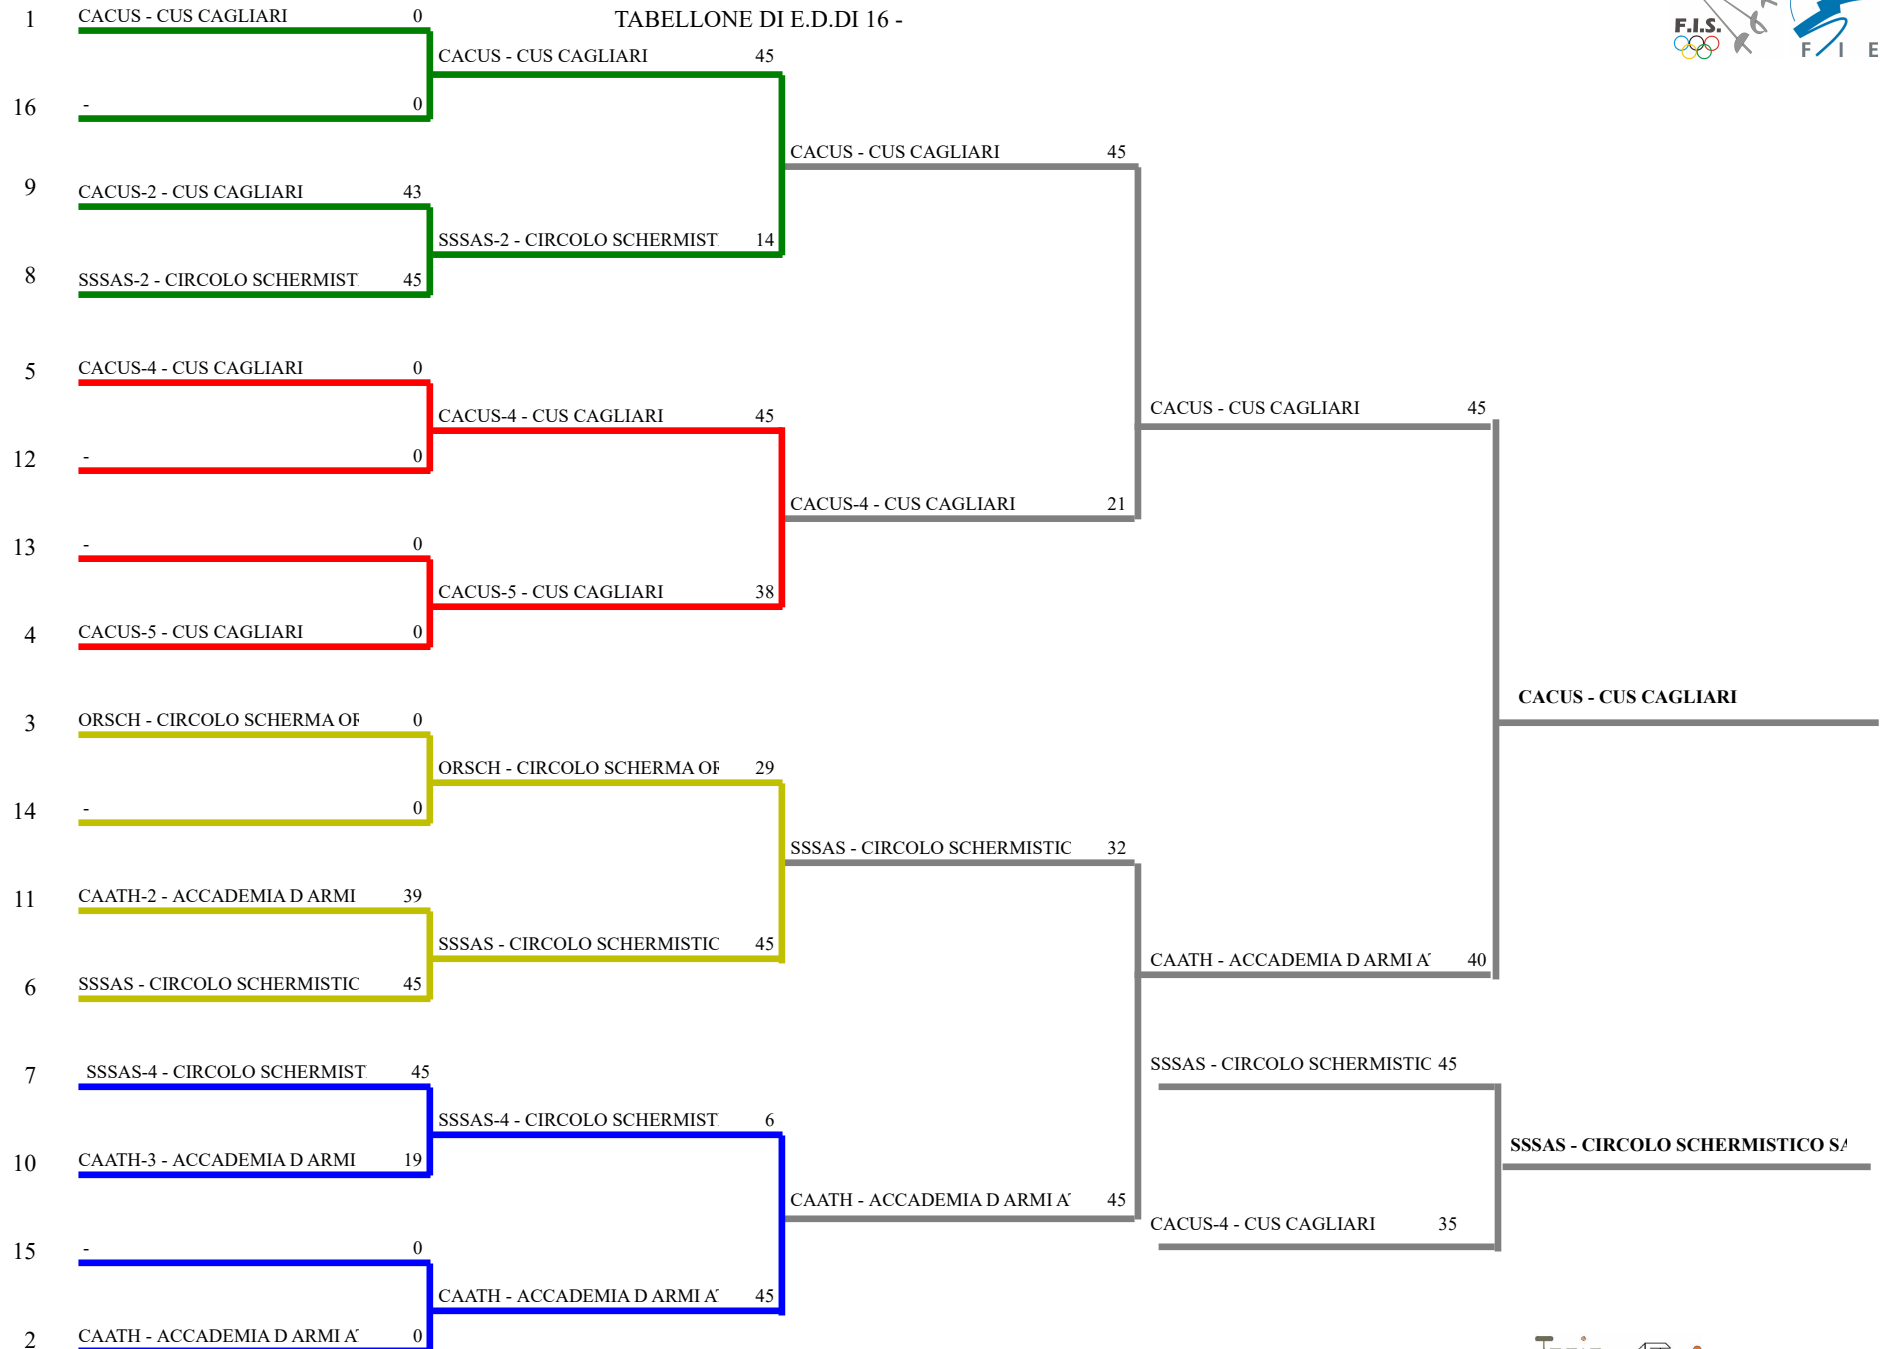 TABELLONE DI E.D.DI 16 -
F.I.S.
F I E
1 CACUS - CUS CAGLIARI 0
16 - 0
9 CACUS-2 - CUS CAGLIARI 43
8 SSSAS-2 - CIRCOLO SCHERMIST 45
5 CACUS-4 - CUS CAGLIARI 0
12 - 0
13 - 0
4 CACUS-5 - CUS CAGLIARI 0
3 ORSCH - CIRCOLO SCHERMA OR 0
14 - 0
11 CAATH-2 - ACCADEMIA D ARMI 39
6 SSSAS - CIRCOLO SCHERMISTIC 45
7 SSSAS-4 - CIRCOLO SCHERMIST 45
10 CAATH-3 - ACCADEMIA D ARMI 19
15 - 0
2 CAATH - ACCADEMIA D ARMI A 0
CACUS - CUS CAGLIARI 45
SSSAS-2 - CIRCOLO SCHERMIST 14
CACUS-4 - CUS CAGLIARI 45
CACUS-5 - CUS CAGLIARI 38
ORSCH - CIRCOLO SCHERMA OR 29
SSSAS - CIRCOLO SCHERMISTIC 45
SSSAS-4 - CIRCOLO SCHERMIST 6
CAATH - ACCADEMIA D ARMI A 45
CACUS - CUS CAGLIARI 45
CACUS-4 - CUS CAGLIARI 21
SSSAS - CIRCOLO SCHERMISTIC 32
CAATH - ACCADEMIA D ARMI A 45
CACUS - CUS CAGLIARI 45
CAATH - ACCADEMIA D ARMI A 40
SSSAS - CIRCOLO SCHERMISTIC 45
CACUS-4 - CUS CAGLIARI 35
CACUS - CUS CAGLIARI
SSSAS - CIRCOLO SCHERMISTICO SA